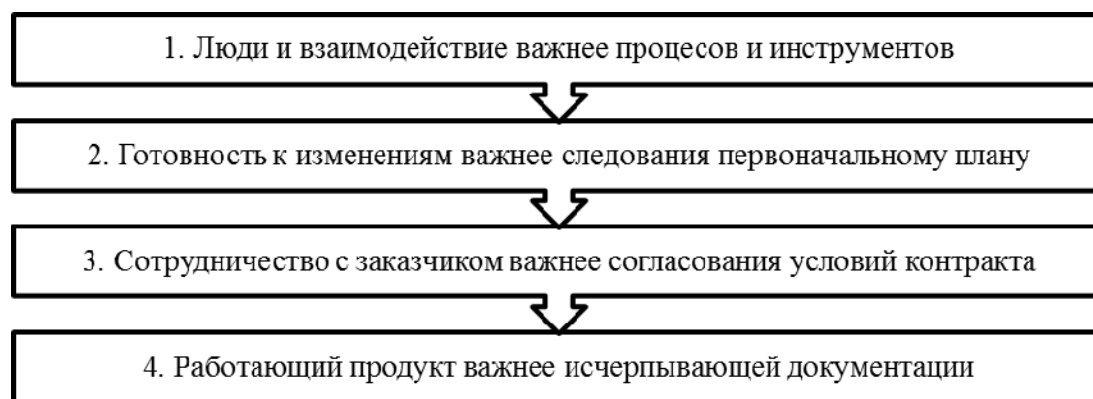 1. Люди и взаимодействие важнее процесов и инструментов
2. Готовность к изменениям важнее следования первоначальному плану
3. Сотрудничество с заказчиком важнее согласования условий контракта
4. Работающий продукт важнее исчерпывающей документации